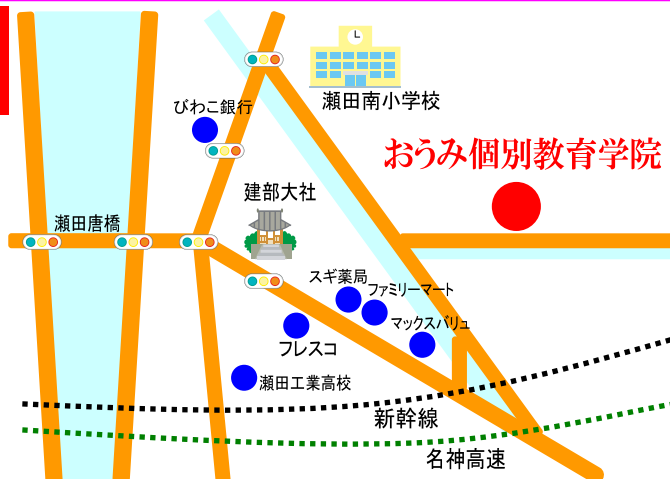 瀬田南小学校
びわこ銀行
おうみ個別教育学院
建部大社
瀬田唐橋
スギ薬局
ファミリーマート
マックスバリュ
フレスコ
瀬田工業高校
新幹線
名神高速